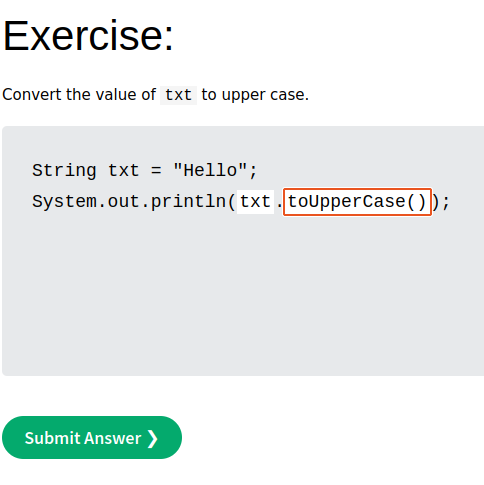 Exercise:
Convert the value of txt to upper case.
String txt = "Hello";
System.out.println(txt.toUpperCase());
Submit Answer ❯